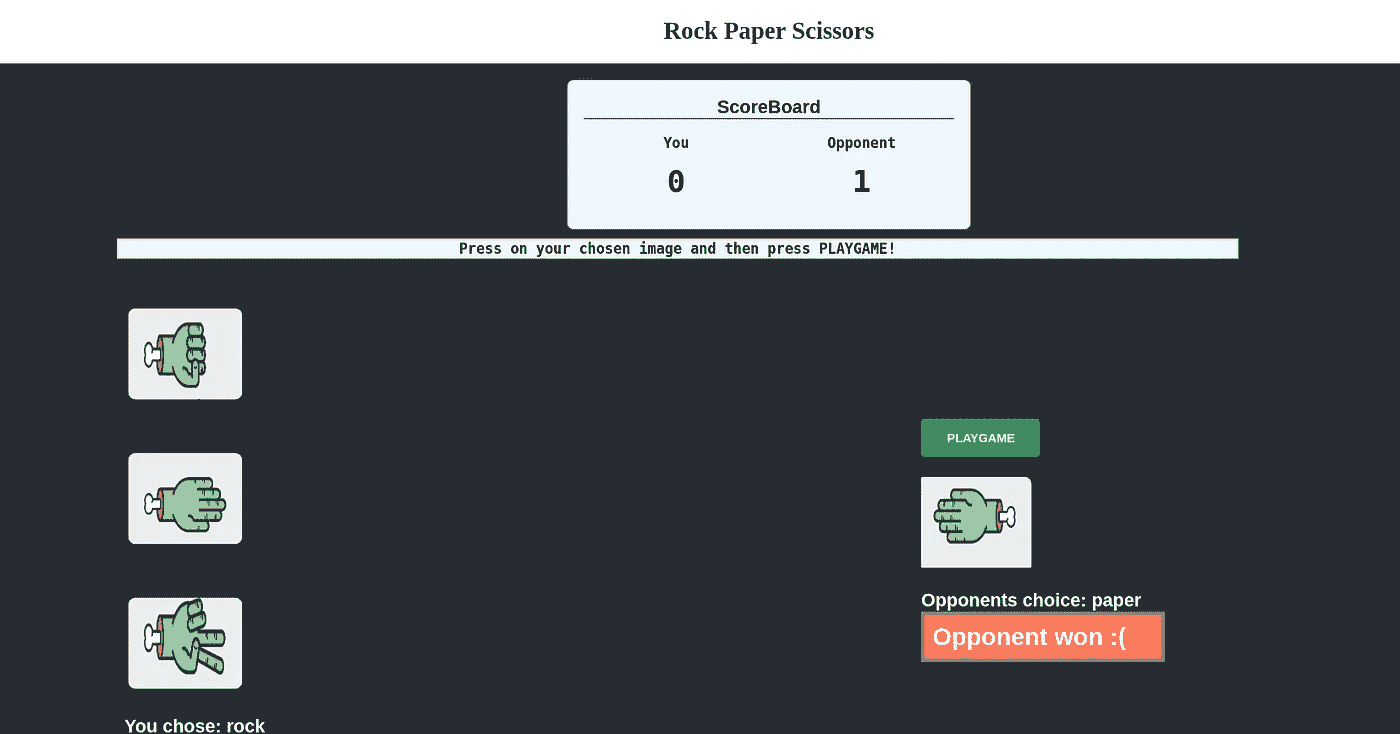 Rock Paper Scissors
ScoreBoard
You Opponent
0 1
Press on your chosen image and then press PLAYGAME!
PLAYGAME
Opponents choice: paper
Opponent won :(
You chose: rock